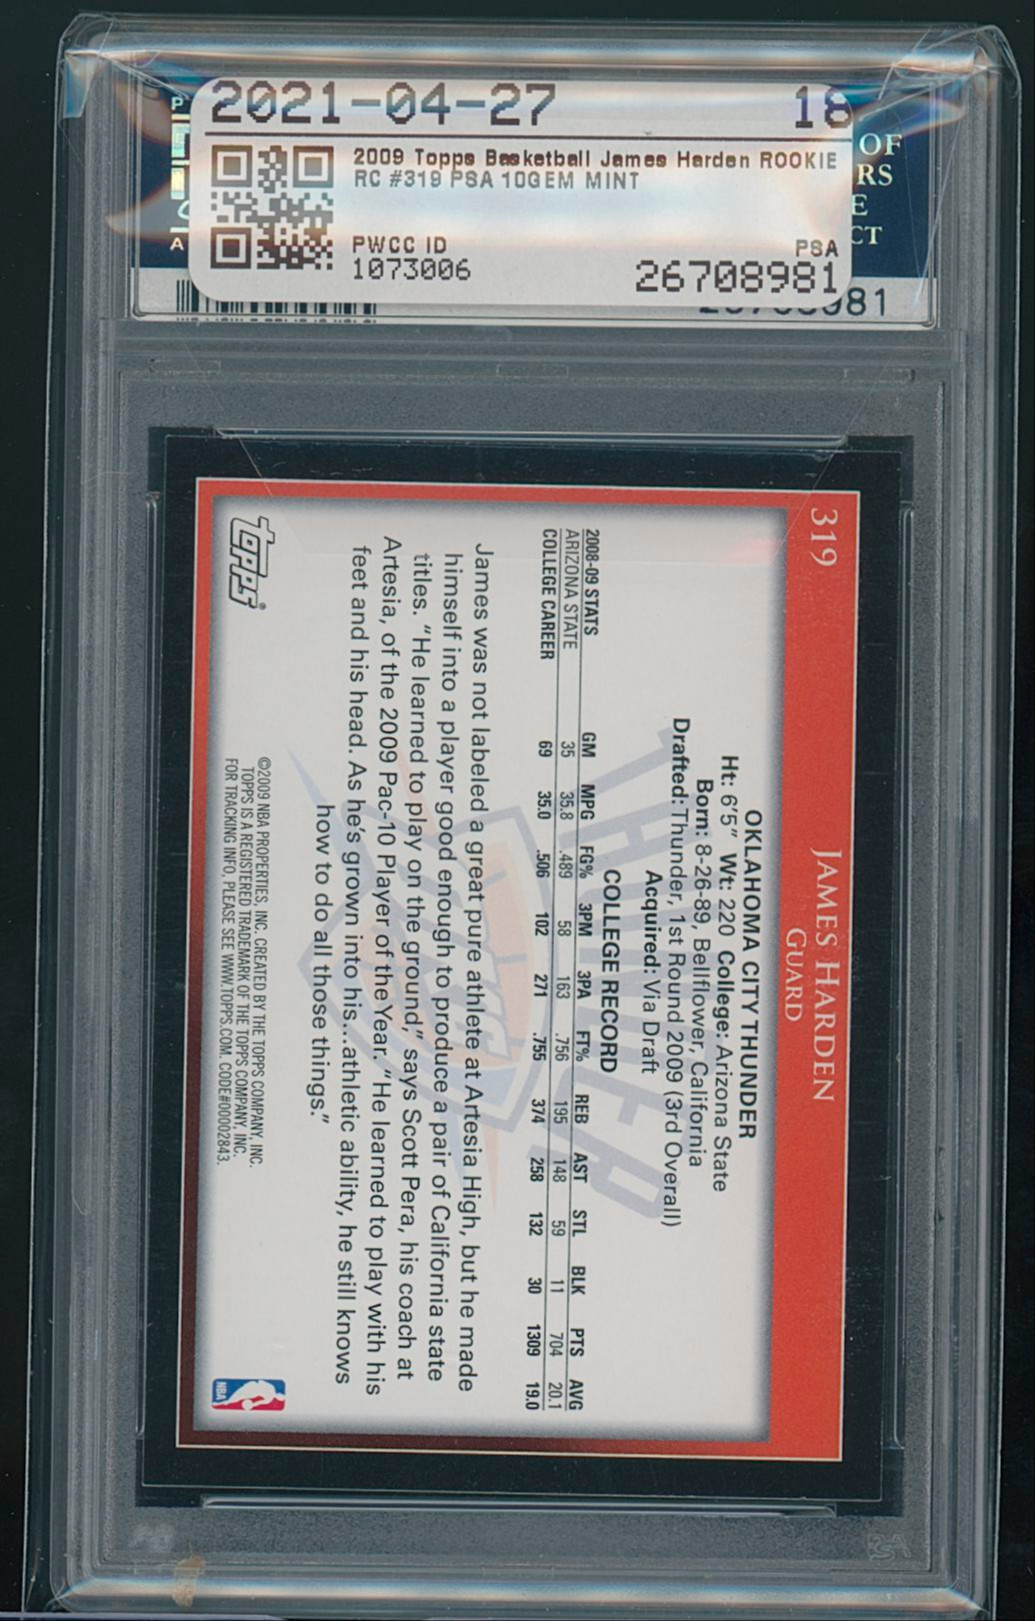 2021-04-27 18
2009 Topps Basketball James Harden ROOKIE
RC #319 PSA 10GEM MINT
PWCC ID
1073006
PSA
26708981
OF
RS
E
CT
P
A
981
319
JAMES HARDEN
GUARD
OKLAHOMA CITY THUNDER
Ht: 6'5" Wt: 220 College: Arizona State
Born: 8-26-89, Bellflower, California
Drafted: Thunder, 1st Round 2009 (3rd Overall)
Acquired: Via Draft
COLLEGE RECORD
2008-09 STATS GM MPG FG% 3PM 3PA FT% REB AST STL BLK PTS AVG
ARIZONA STATE 35 35.8 .489 58 163 .756 195 148 59 11 704 20.1
COLLEGE CAREER 69 35.0 .506 102 271 .755 374 258 132 30 1309 19.0
James was not labeled a great pure athlete at Artesia High, but he made
himself into a player good enough to produce a pair of California state
titles. "He learned to play on the ground," says Scott Pera, his coach at
Artesia, of the 2009 Pac-10 Player of the Year. "He learned to play with his
feet and his head. As he's grown into his...athletic ability, he still knows
how to do all those things."
THUNDER
OKC
topps®
©2009 NBA PROPERTIES, INC. CREATED BY THE TOPPS COMPANY, INC.
TOPPS IS A REGISTERED TRADEMARK OF THE TOPPS COMPANY, INC.
FOR TRACKING INFO, PLEASE SEE WWW.TOPPS.COM. CODE#00002843.
NBA